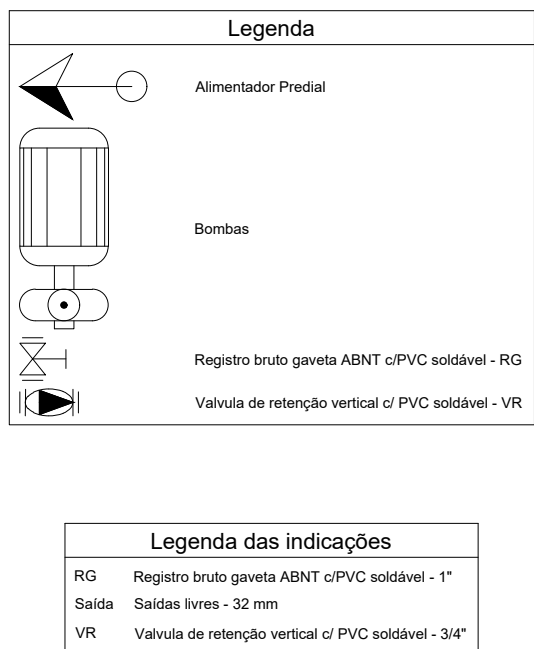 Legenda
Alimentador Predial
Bombas
Registro bruto gaveta ABNT c/PVC soldável - RG
Valvula de retenção vertical c/ PVC soldável - VR
Legenda das indicações
RG Registro bruto gaveta ABNT c/PVC soldável - 1"
Saída Saídas livres - 32 mm
VR Valvula de retenção vertical c/ PVC soldável - 3/4"